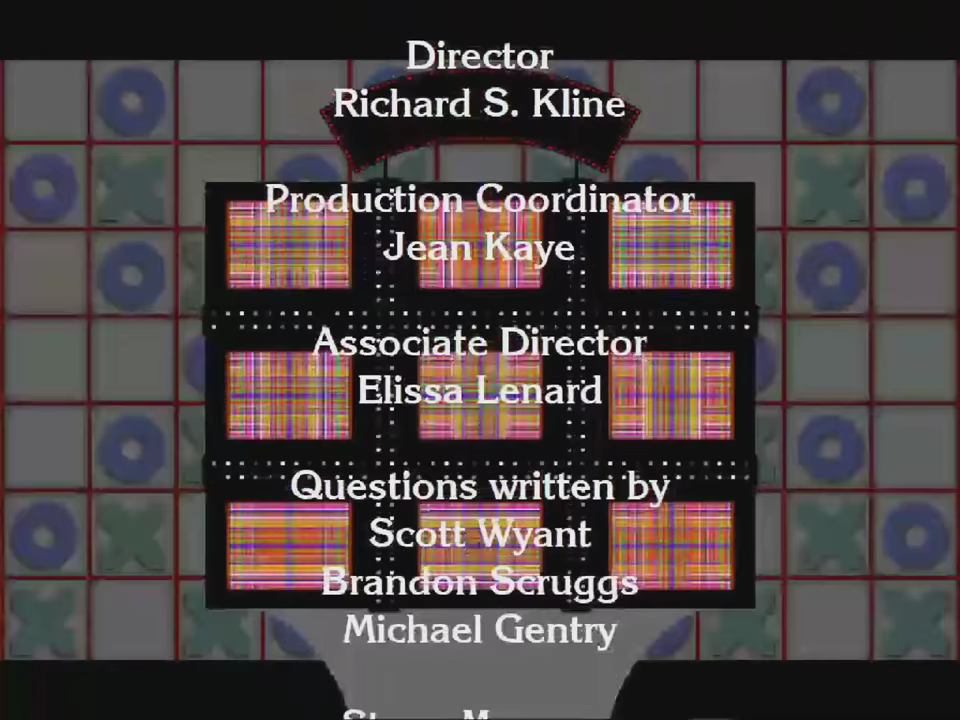 Director
Richard S. Kline
Production Coordinator
Jean Kaye
Associate Director
Elissa Lenard
Questions written by
Scott Wyant
Brandon Scruggs
Michael Gentry